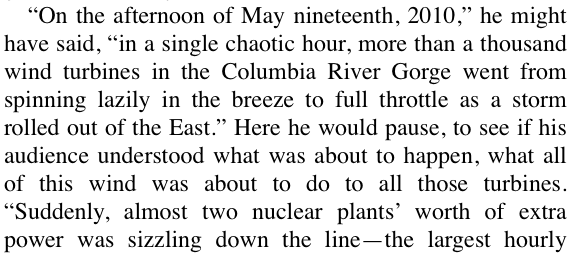 “On the afternoon of May nineteenth, 2010,” he might
have said, “in a single chaotic hour, more than a thousand
wind turbines in the Columbia River Gorge went from
spinning lazily in the breeze to full throttle as a storm
rolled out of the East.” Here he would pause, to see if his
audience understood what was about to happen, what all
of this wind was about to do to all those turbines.
“Suddenly, almost two nuclear plants’ worth of extra
power was sizzling down the line—the largest hourly